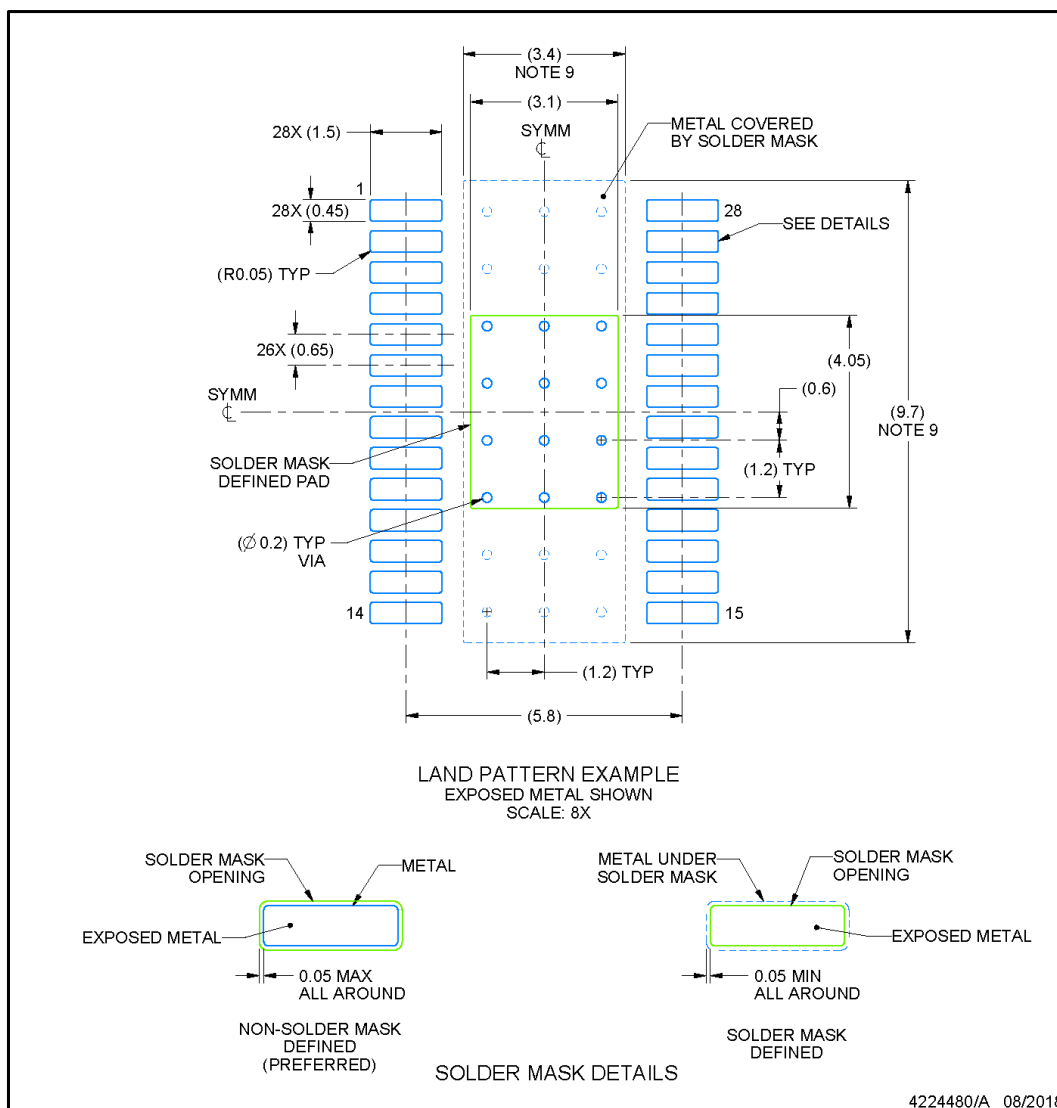 (3.4)
NOTE 9
(3.1)
SYMM
℄
28X (1.5)
METAL COVERED
BY SOLDER MASK
1
28X (0.45)
28
SEE DETAILS
(R0.05) TYP
26X (0.65)
(4.05)
(0.6)
SYMM
℄
(9.7)
NOTE 9
SOLDER MASK
DEFINED PAD
(1.2) TYP
(Ø 0.2) TYP
VIA
14
15
(1.2) TYP
(5.8)
LAND PATTERN EXAMPLE
EXPOSED METAL SHOWN
SCALE: 8X
SOLDER MASK
OPENING
METAL
EXPOSED METAL
0.05 MAX
ALL AROUND
NON-SOLDER MASK
DEFINED
(PREFERRED)
METAL UNDER
SOLDER MASK
SOLDER MASK
OPENING
EXPOSED METAL
0.05 MIN
ALL AROUND
SOLDER MASK
DEFINED
SOLDER MASK DETAILS
4224480/A 08/2018